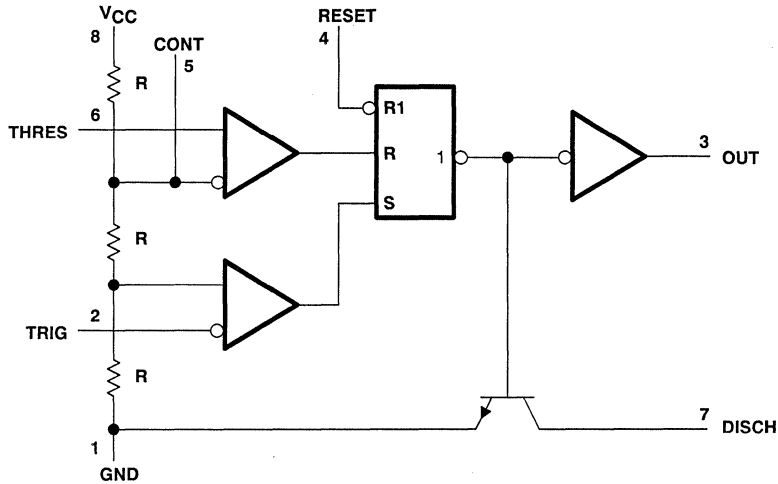 VCC
8
CONT
5
RESET
4
R
6
THRES
R1
R
1
S
3
OUT
R
2
TRIG
R
7
DISCH
1
GND